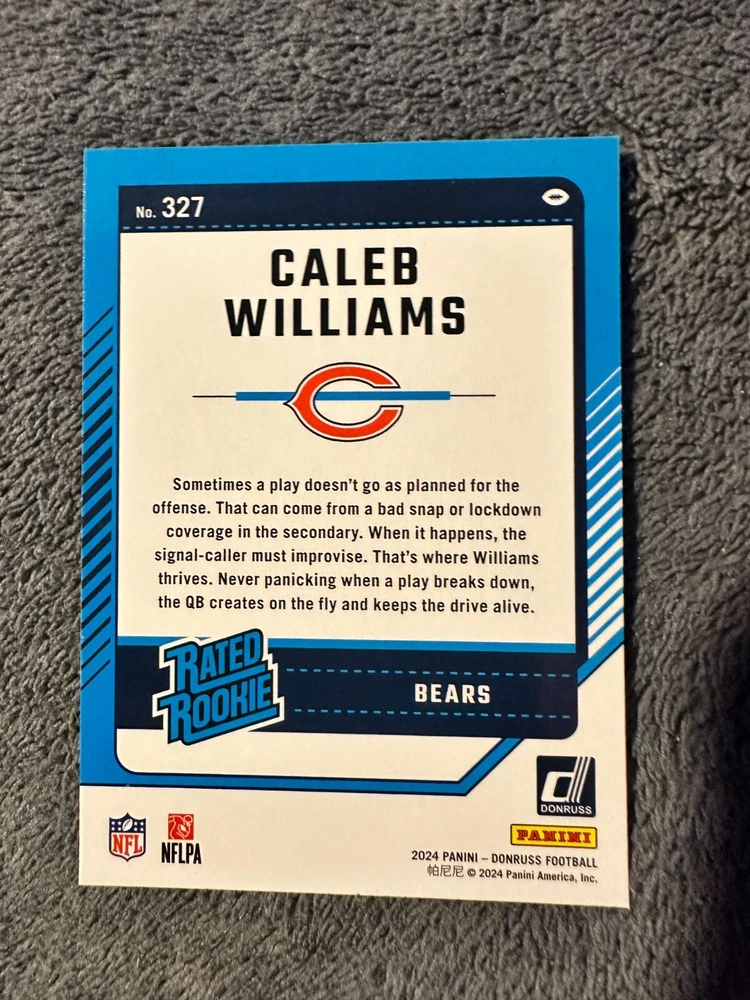 No. 327
CALEB
WILLIAMS
Sometimes a play doesn't go as planned for the
offense. That can come from a bad snap or lockdown
coverage in the secondary. When it happens, the
signal-caller must improvise. That's where Williams
thrives. Never panicking when a play breaks down,
the QB creates on the fly and keeps the drive alive.
RATED
ROOKIE
BEARS
d
DONRUSS
PANINI
NFL
NFLPA
2024 PANINI – DONRUSS FOOTBALL
帕尼尼 © 2024 Panini America, Inc.